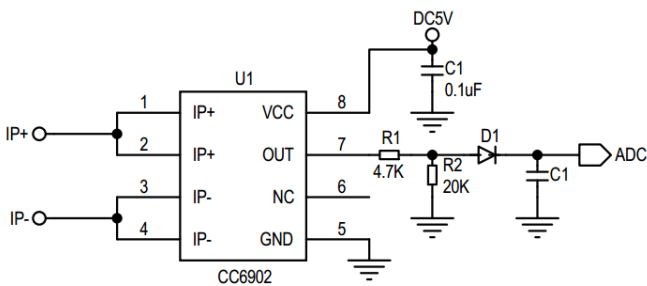 DC5V
U1
C1
0.1uF
1 IP+ VCC 8
IP+
2 IP+ OUT 7 R1 D1 ADC
4.7K
R2
20K
C1
3 IP- NC 6
IP-
4 IP- GND 5
CC6902